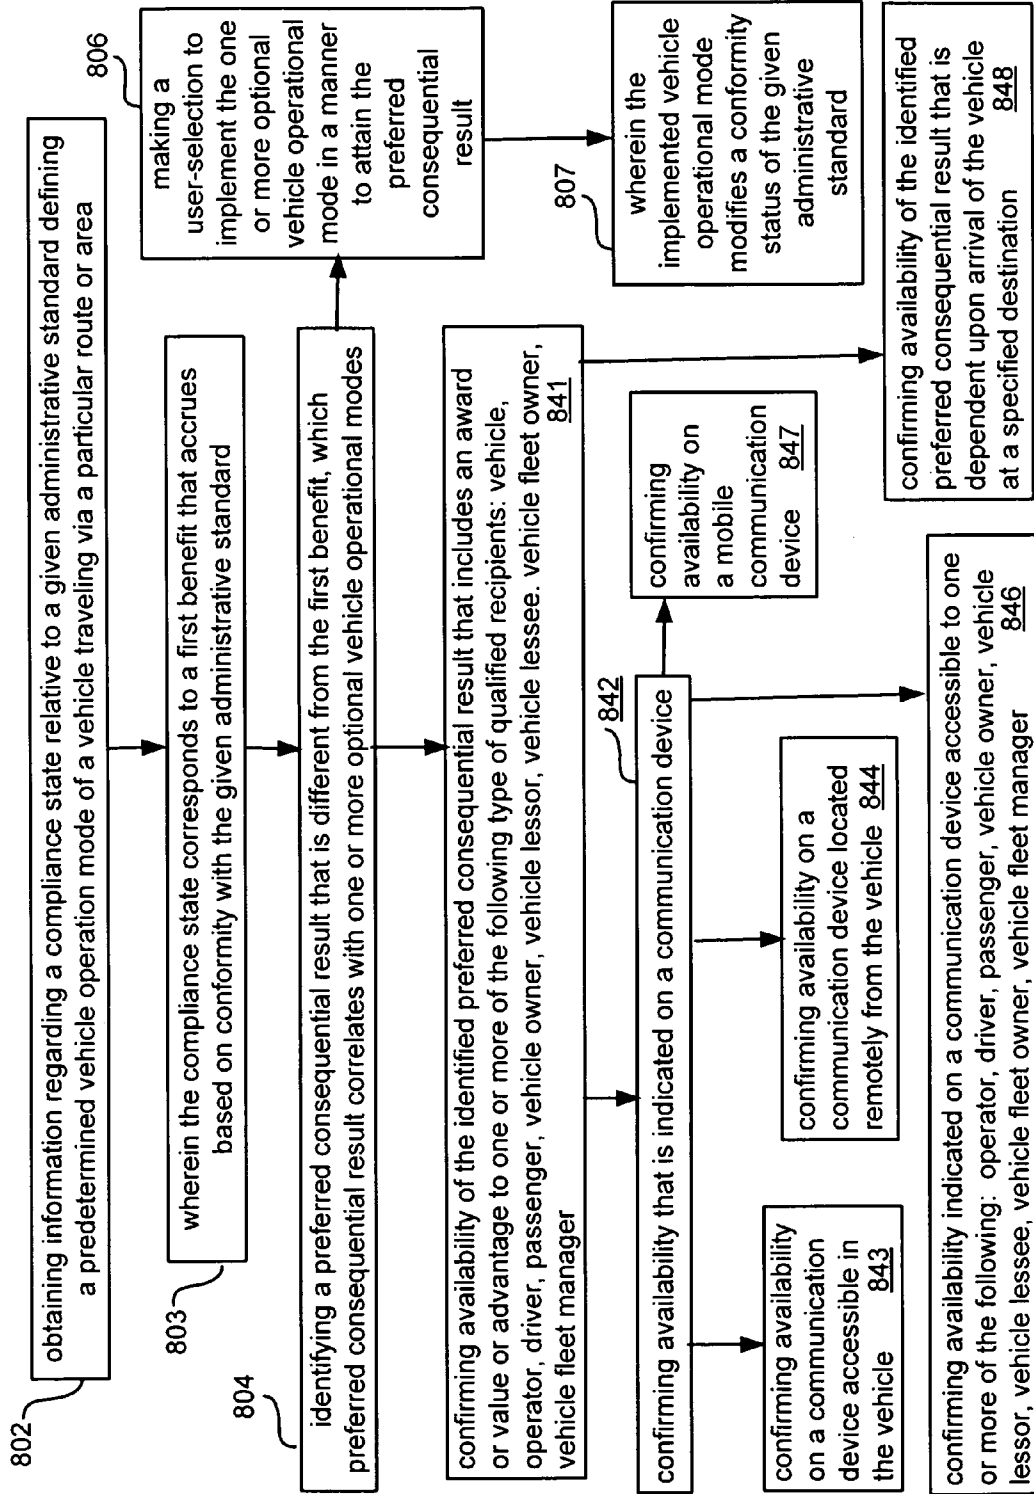 802
obtaining information regarding a compliance state relative to a given administrative standard defining
a predetermined vehicle operation mode of a vehicle traveling via a particular route or area
803
wherein the compliance state corresponds to a first benefit that accrues
based on conformity with the given administrative standard
804
identifying a preferred consequential result that is different from the first benefit, which
preferred consequential result correlates with one or more optional vehicle operational modes
806
making a
user-selection to
implement the one
or more optional
vehicle operational
mode in a manner
to attain the
preferred
consequential
result
807
wherein the
implemented vehicle
operational mode
modifies a conformity
status of the given
administrative
standard
confirming availability of the identified preferred consequential result that includes an award
or value or advantage to one or more of the following type of qualified recipients: vehicle,
operator, driver, passenger, vehicle owner, vehicle lessor, vehicle lessee. vehicle fleet owner,
vehicle fleet manager 841
842
confirming availability that is indicated on a communication device
confirming availability
on a communication
device accessible in
the vehicle 843
confirming availability on a
communication device located
remotely from the vehicle 844
confirming
availability on
a mobile
communication
device 847
confirming availability indicated on a communication device accessible to one
or more of the following: operator, driver, passenger, vehicle owner, vehicle
lessor, vehicle lessee, vehicle fleet owner, vehicle fleet manager 846
confirming availability of the identified
preferred consequential result that is
dependent upon arrival of the vehicle
at a specified destination 848